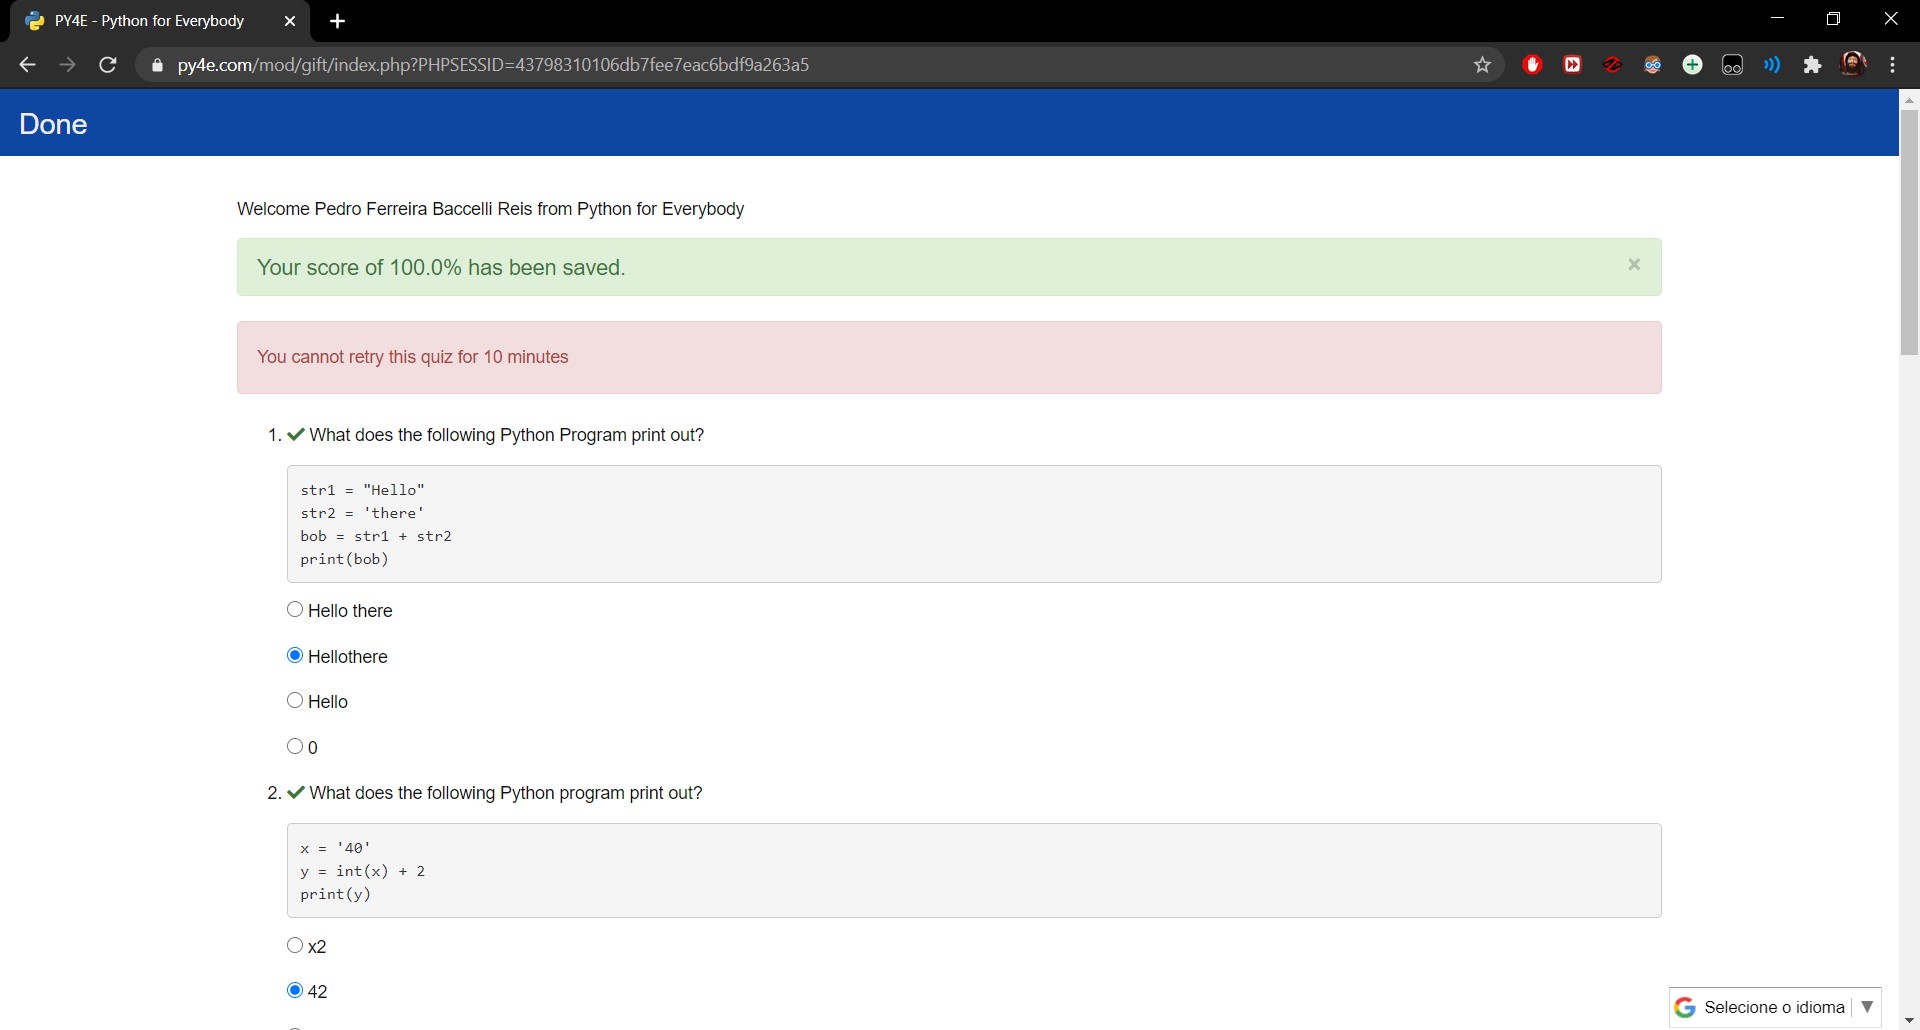 PY4E - Python for Everybody
py4e.com/mod/gift/index.php?PHPSESSID=43798310106db7fee7eac6bdf9a263a5
Done
Welcome Pedro Ferreira Baccelli Reis from Python for Everybody
Your score of 100.0% has been saved.
×
You cannot retry this quiz for 10 minutes
1. What does the following Python Program print out?
str1 = "Hello"
str2 = 'there'
bob = str1 + str2
print(bob)
Hello there
Hellothere
Hello
0
2. What does the following Python program print out?
x = '40'
y = int(x) + 2
print(y)
x2
42
Selecione o idioma